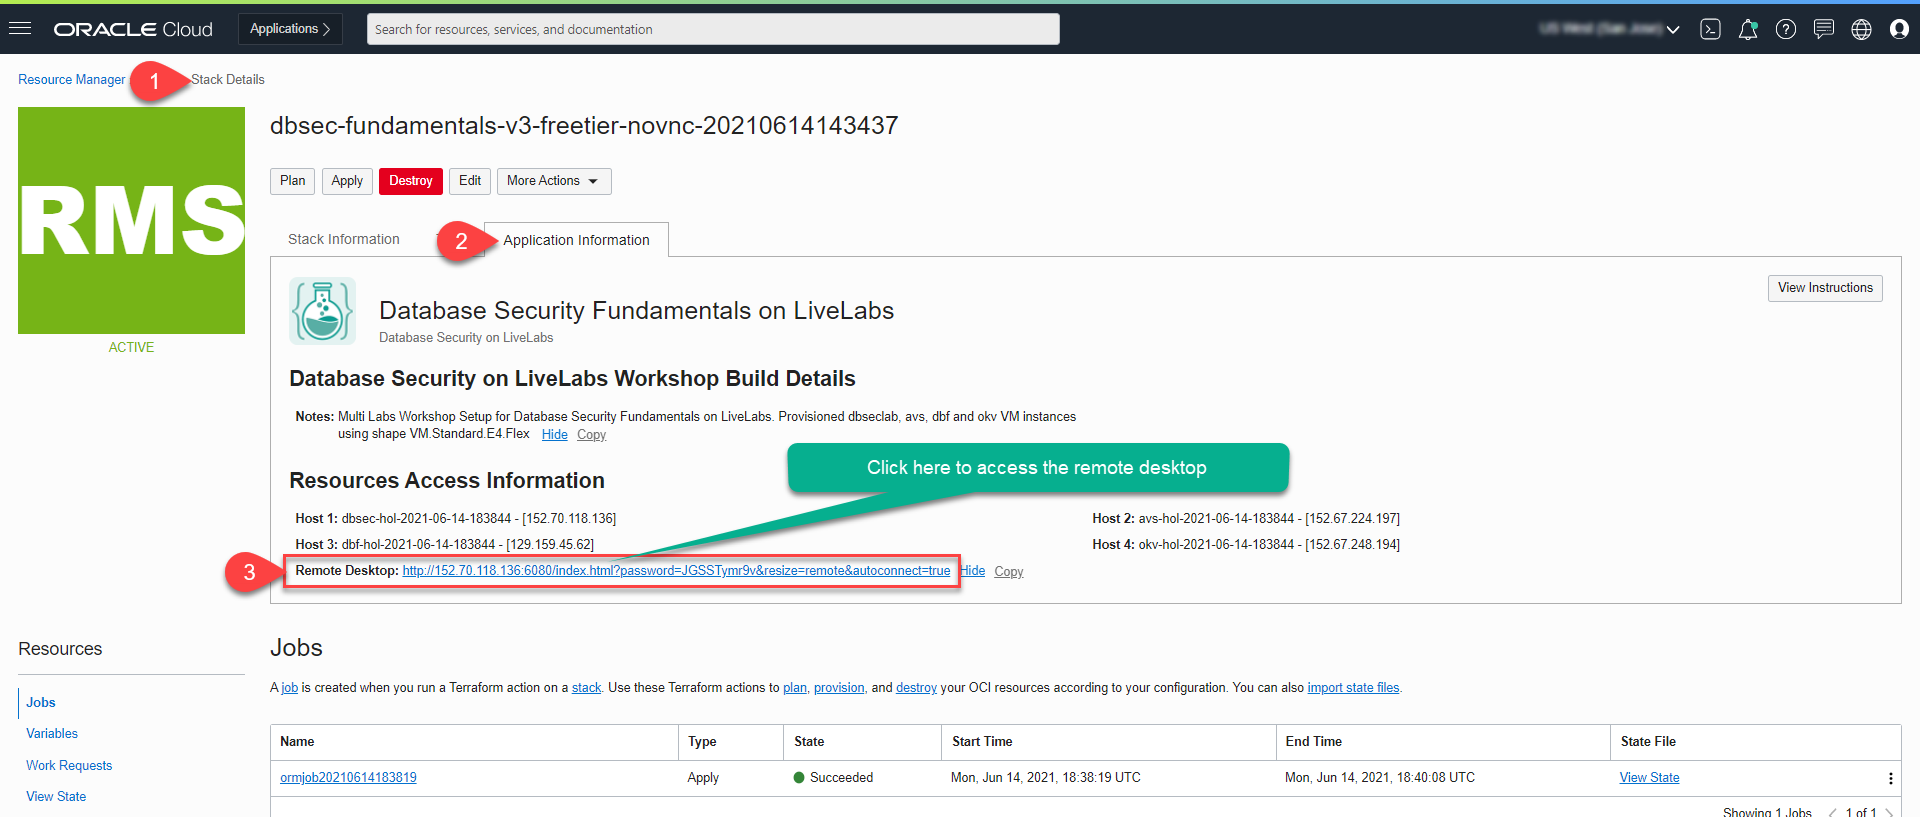 ORACLE Cloud
Applications
Search for resources, services, and documentation
Resource Manager
1
Stack Details
RMS
ACTIVE
dbsec-fundamentals-v3-freetier-novnc-20210614143437
Plan
Apply
Destroy
Edit
More Actions
Stack Information
2
Application Information
View Instructions
Database Security Fundamentals on LiveLabs
Database Security on LiveLabs
Database Security on LiveLabs Workshop Build Details
Notes: Multi Labs Workshop Setup for Database Security Fundamentals on LiveLabs. Provisioned dbseclab, avs, dbf and okv VM instances
using shape VM.Standard.E4.Flex Hide Copy
Click here to access the remote desktop
Resources Access Information
Host 1: dbsec-hol-2021-06-14-183844 - [152.70.118.136]
Host 2: avs-hol-2021-06-14-183844 - [152.67.224.197]
Host 3: dbf-hol-2021-06-14-183844 - [129.159.45.62]
Host 4: okv-hol-2021-06-14-183844 - [152.67.248.194]
3
Remote Desktop: http://152.70.118.136:6080/index.html?password=JGSSTymr9v&resize=remote&autoconnect=true Hide Copy
Resources
Jobs
Variables
Work Requests
View State
Jobs
A job is created when you run a Terraform action on a stack. Use these Terraform actions to plan, provision, and destroy your OCI resources according to your configuration. You can also import state files.
Name Type State Start Time End Time State File
ormjob20210614183819 Apply Succeeded Mon, Jun 14, 2021, 18:38:19 UTC Mon, Jun 14, 2021, 18:40:08 UTC View State
Showing 1 Jobs < 1 of 1 >